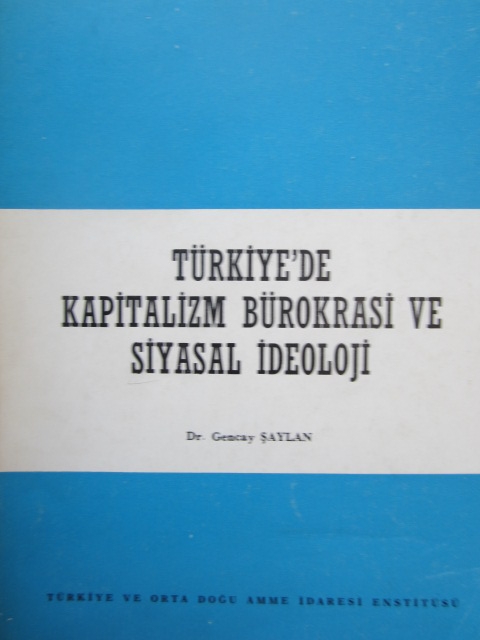 TÜRKİYE'DE
KAPİTALİZM BÜROKRASİ VE
SİYASAL İDEOLOJİ
Dr. Gencay ŞAYLAN
TÜRKİYE VE ORTA DOĞU AMME İDARESİ ENSTİTÜSÜ